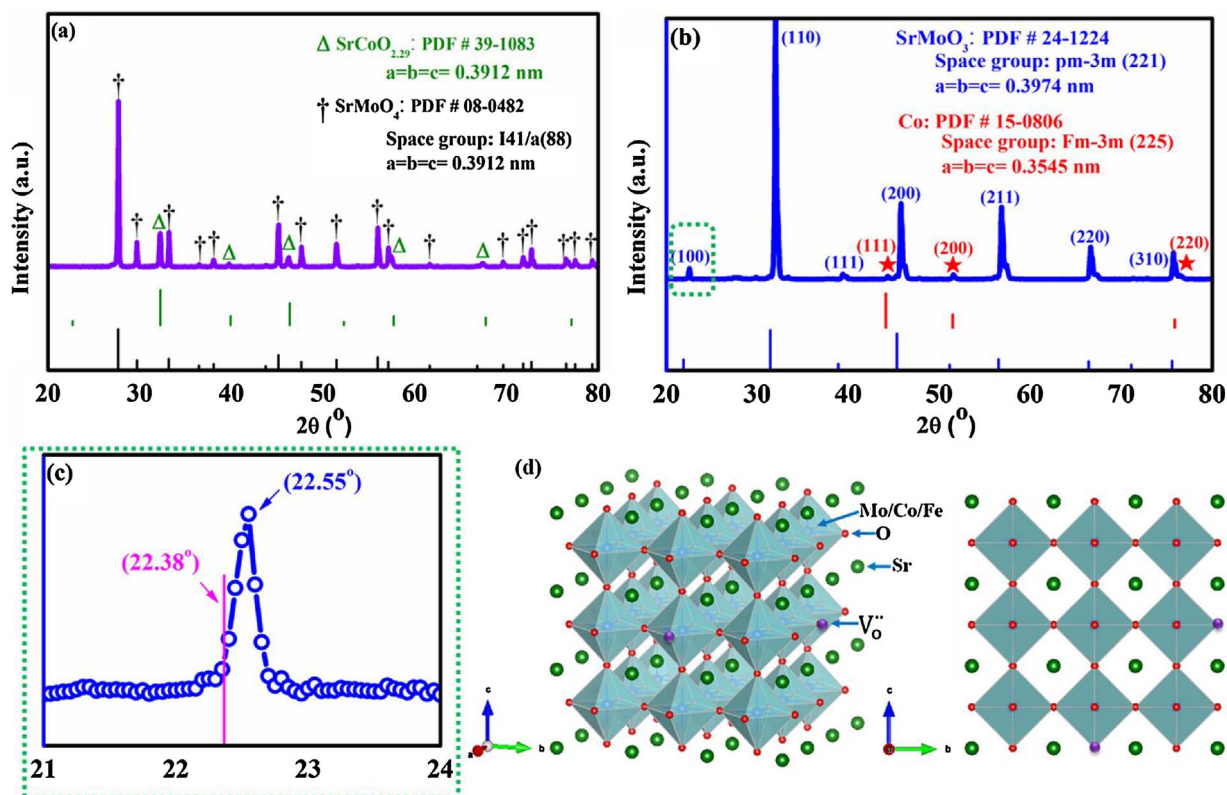 (a)
Δ SrCoO2.29: PDF # 39-1083
a=b=c= 0.3912 nm
† SrMoO4: PDF # 08-0482
Space group: I41/a(88)
a=b=c= 0.3912 nm
Intensity (a.u.)
† † Δ † † † Δ † Δ † † † † Δ † Δ † † † † † †
20 30 40 50 60 70 80
2θ (°)
(b)
SrMoO3: PDF # 24-1224
Space group: pm-3m (221)
a=b=c= 0.3974 nm
Co: PDF # 15-0806
Space group: Fm-3m (225)
a=b=c= 0.3545 nm
Intensity (a.u.)
(100)
(110)
(111)
(111)
(200)
(200)
(211)
(220)
(310)
(220)
20 30 40 50 60 70 80
2θ (°)
(c)
(22.55°)
(22.38°)
21 22 23 24
(d)
Mo/Co/Fe
O
Sr
VO··
c
a
b
c
b